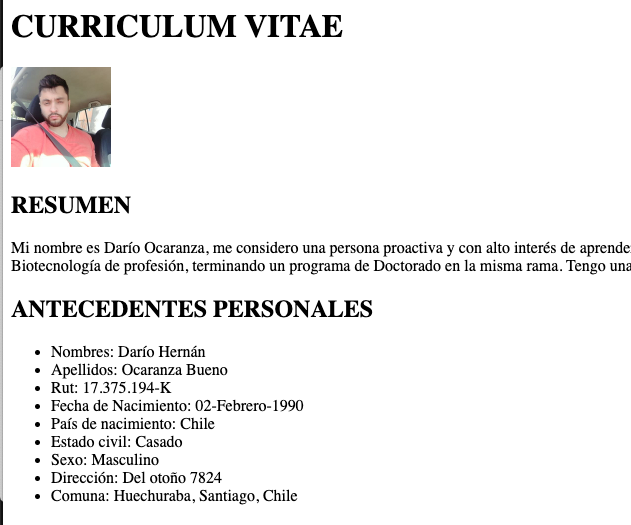 CURRICULUM VITAE
RESUMEN
Mi nombre es Darío Ocaranza, me considero una persona proactiva y con alto interés de
Biotecnología de profesión, terminando un programa de Doctorado en la misma rama. Tengo una
ANTECEDENTES PERSONALES
Nombres: Darío Hernán
Apellidos: Ocaranza Bueno
Rut: 17.375.194-K
Fecha de Nacimiento: 02-Febrero-1990
País de nacimiento: Chile
Estado civil: Casado
Sexo: Masculino
Dirección: Del otoño 7824
Comuna: Huechuraba, Santiago, Chile